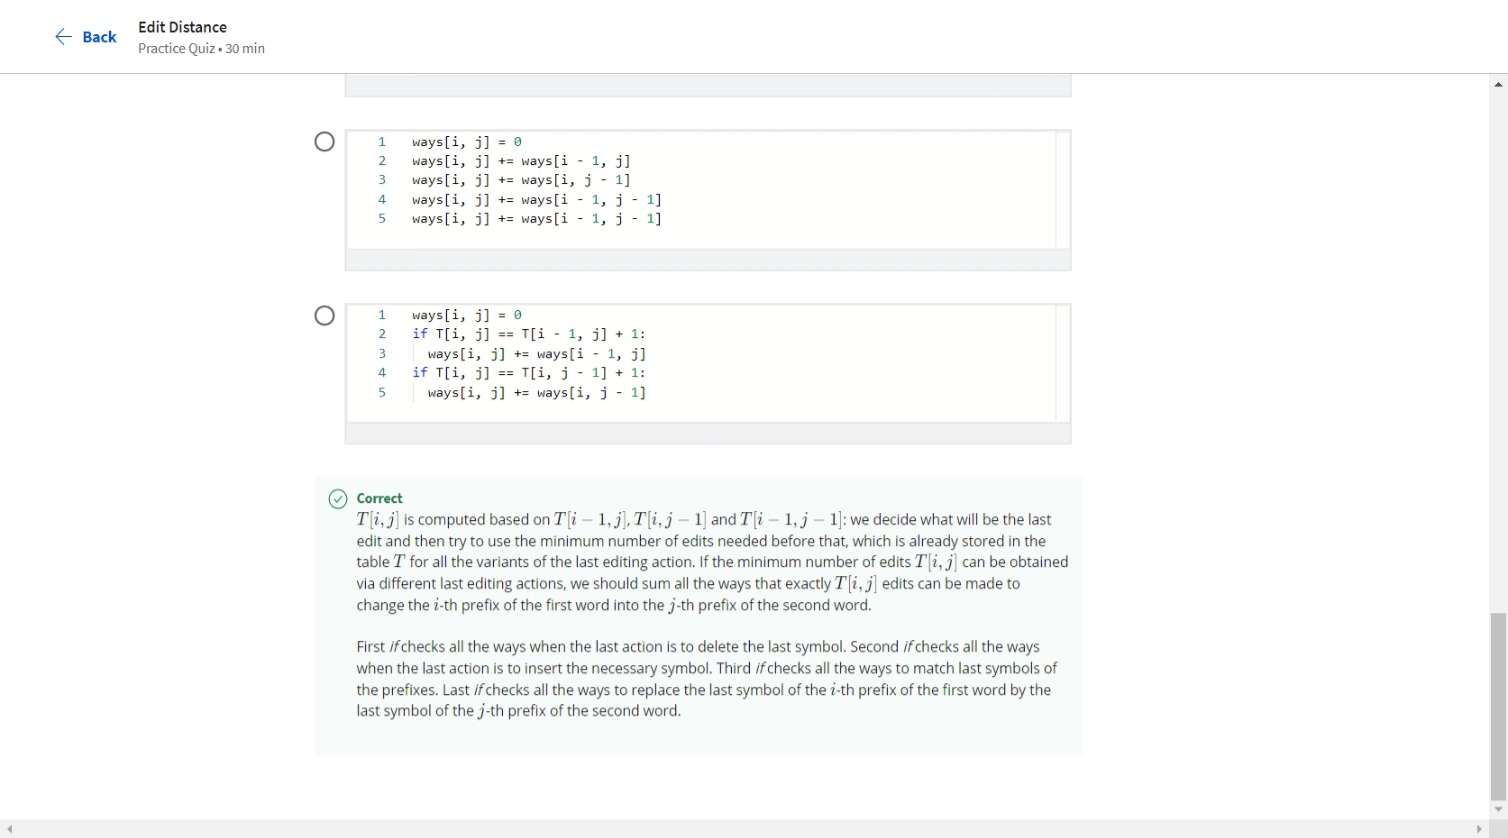 Back
Edit Distance
Practice Quiz • 30 min
1 ways[i, j] = 0
2 ways[i, j] += ways[i - 1, j]
3 ways[i, j] += ways[i, j - 1]
4 ways[i, j] += ways[i - 1, j - 1]
5 ways[i, j] += ways[i - 1, j - 1]
1 ways[i, j] = 0
2 if T[i, j] == T[i - 1, j] + 1:
3 ways[i, j] += ways[i - 1, j]
4 if T[i, j] == T[i, j - 1] + 1:
5 ways[i, j] += ways[i, j - 1]
Correct
T[i, j] is computed based on T[i − 1, j], T[i, j − 1] and T[i − 1, j − 1]: we decide what will be the last
edit and then try to use the minimum number of edits needed before that, which is already stored in the
table T for all the variants of the last editing action. If the minimum number of edits T[i, j] can be obtained
via different last editing actions, we should sum all the ways that exactly T[i, j] edits can be made to
change the i-th prefix of the first word into the j-th prefix of the second word.
First if checks all the ways when the last action is to delete the last symbol. Second if checks all the ways
when the last action is to insert the necessary symbol. Third if checks all the ways to match last symbols of
the prefixes. Last if checks all the ways to replace the last symbol of the i-th prefix of the first word by the
last symbol of the j-th prefix of the second word.